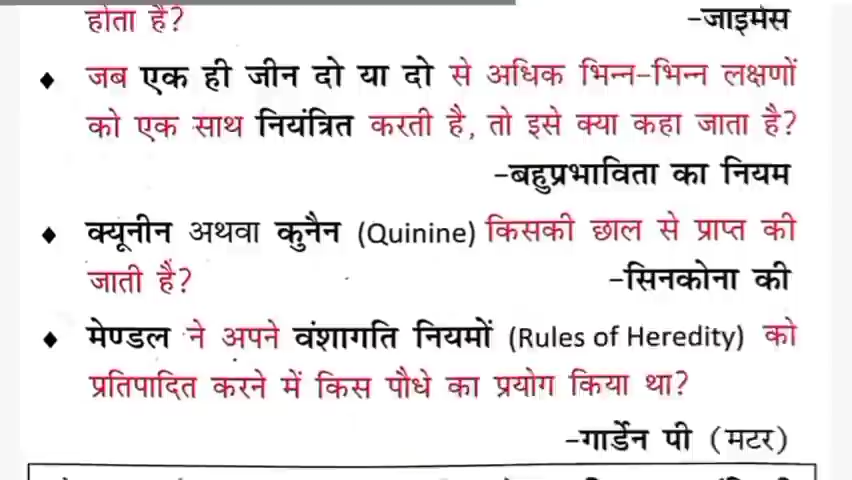 होता है?
-जाइमेस
♦ जब एक ही जीन दो या दो से अधिक भिन्न-भिन्न लक्षणों
को एक साथ नियंत्रित करती है, तो इसे क्या कहा जाता है?
-बहुप्रभाविता का नियम
♦ क्यूनीन अथवा कुनैन (Quinine) किसकी छाल से प्राप्त की
जाती है?
-सिनकोना की
♦ मेण्डल ने अपने वंशागति नियमों (Rules of Heredity) को
प्रतिपादित करने में किस पौधे का प्रयोग किया था?
-गार्डेन पी (मटर)